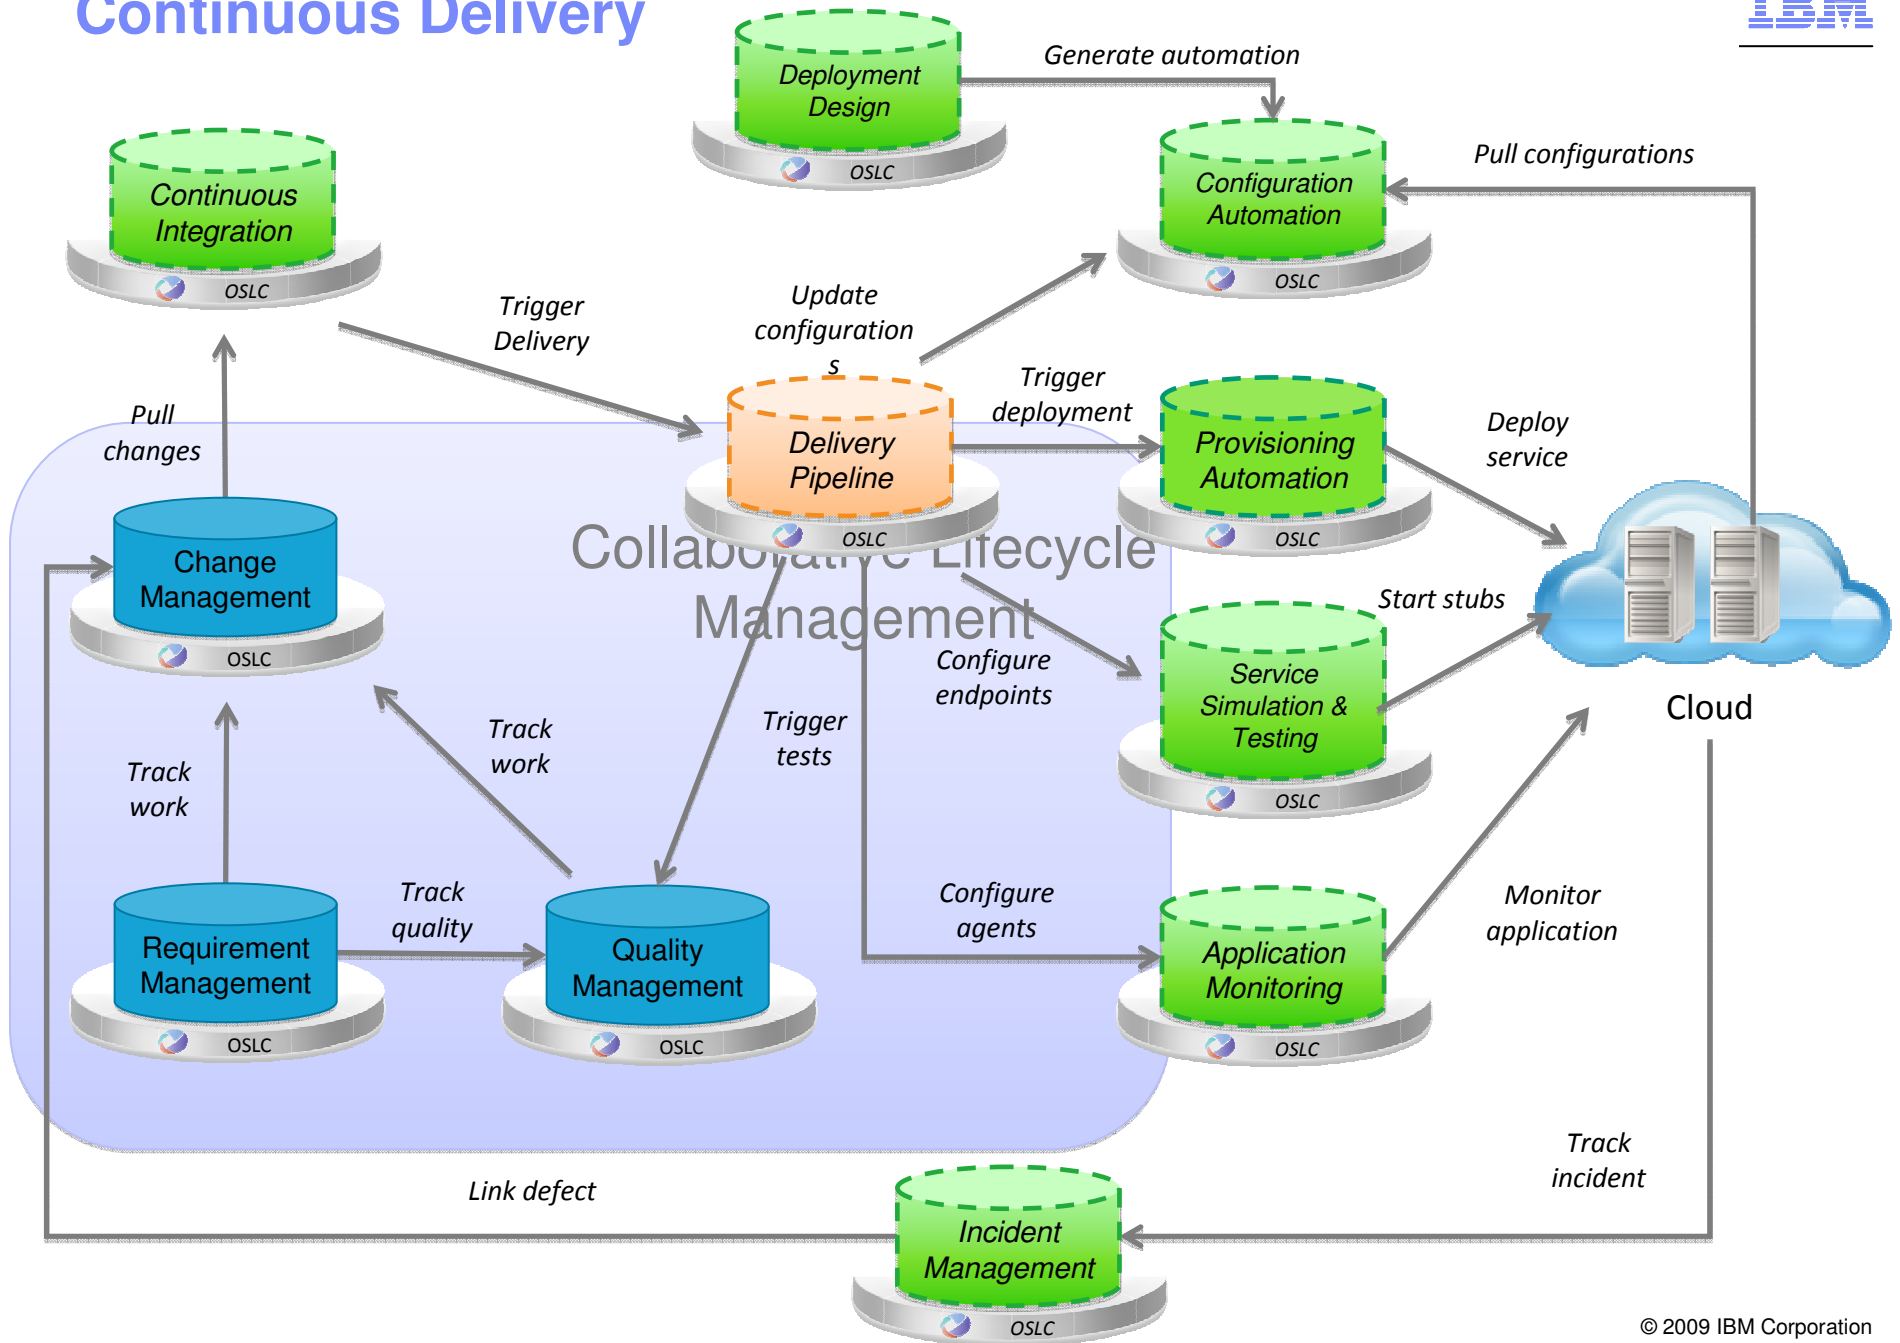 Continuous Delivery
IBM
Deployment
Design
OSLC
Generate automation
Continuous
Integration
OSLC
Configuration
Automation
OSLC
Pull configurations
Trigger
Delivery
Update
configuration
s
Pull
changes
Delivery
Pipeline
OSLC
Trigger
deployment
Provisioning
Automation
OSLC
Deploy
service
Collaborative Lifecycle
Management
Change
Management
OSLC
Configure
endpoints
Service
Simulation &
Testing
OSLC
Start stubs
Cloud
Track
work
Track
work
Trigger
tests
Requirement
Management
OSLC
Track
quality
Quality
Management
OSLC
Configure
agents
Application
Monitoring
OSLC
Monitor
application
Link defect
Incident
Management
OSLC
Track
incident
© 2009 IBM Corporation